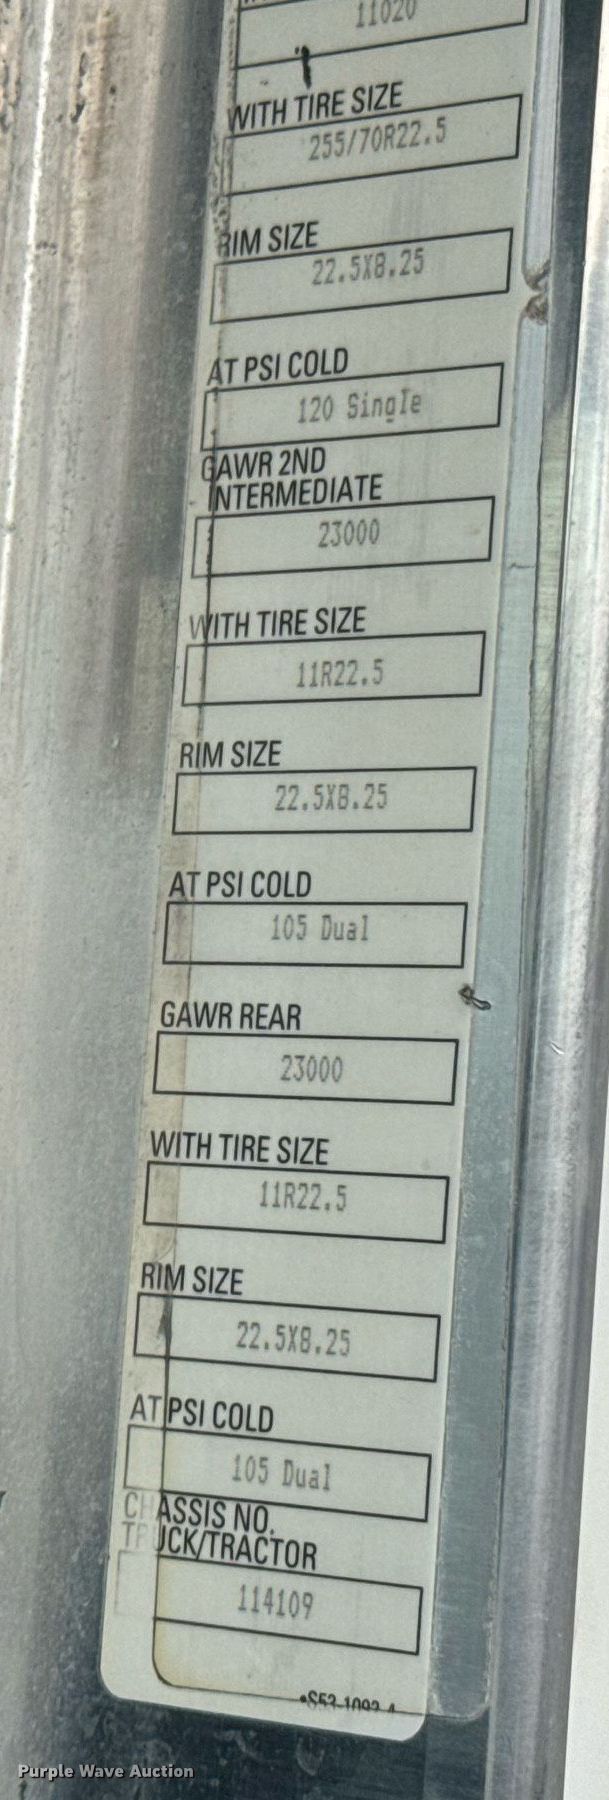 11020
WITH TIRE SIZE
255/70R22.5
RIM SIZE
22.5X8.25
AT PSI COLD
120 Single
GAWR 2ND
INTERMEDIATE
23000
WITH TIRE SIZE
11R22.5
RIM SIZE
22.5X8.25
AT PSI COLD
105 Dual
GAWR REAR
23000
WITH TIRE SIZE
11R22.5
RIM SIZE
22.5X8.25
AT PSI COLD
105 Dual
CHASSIS NO.
TRUCK/TRACTOR
114109
Purple Wave Auction